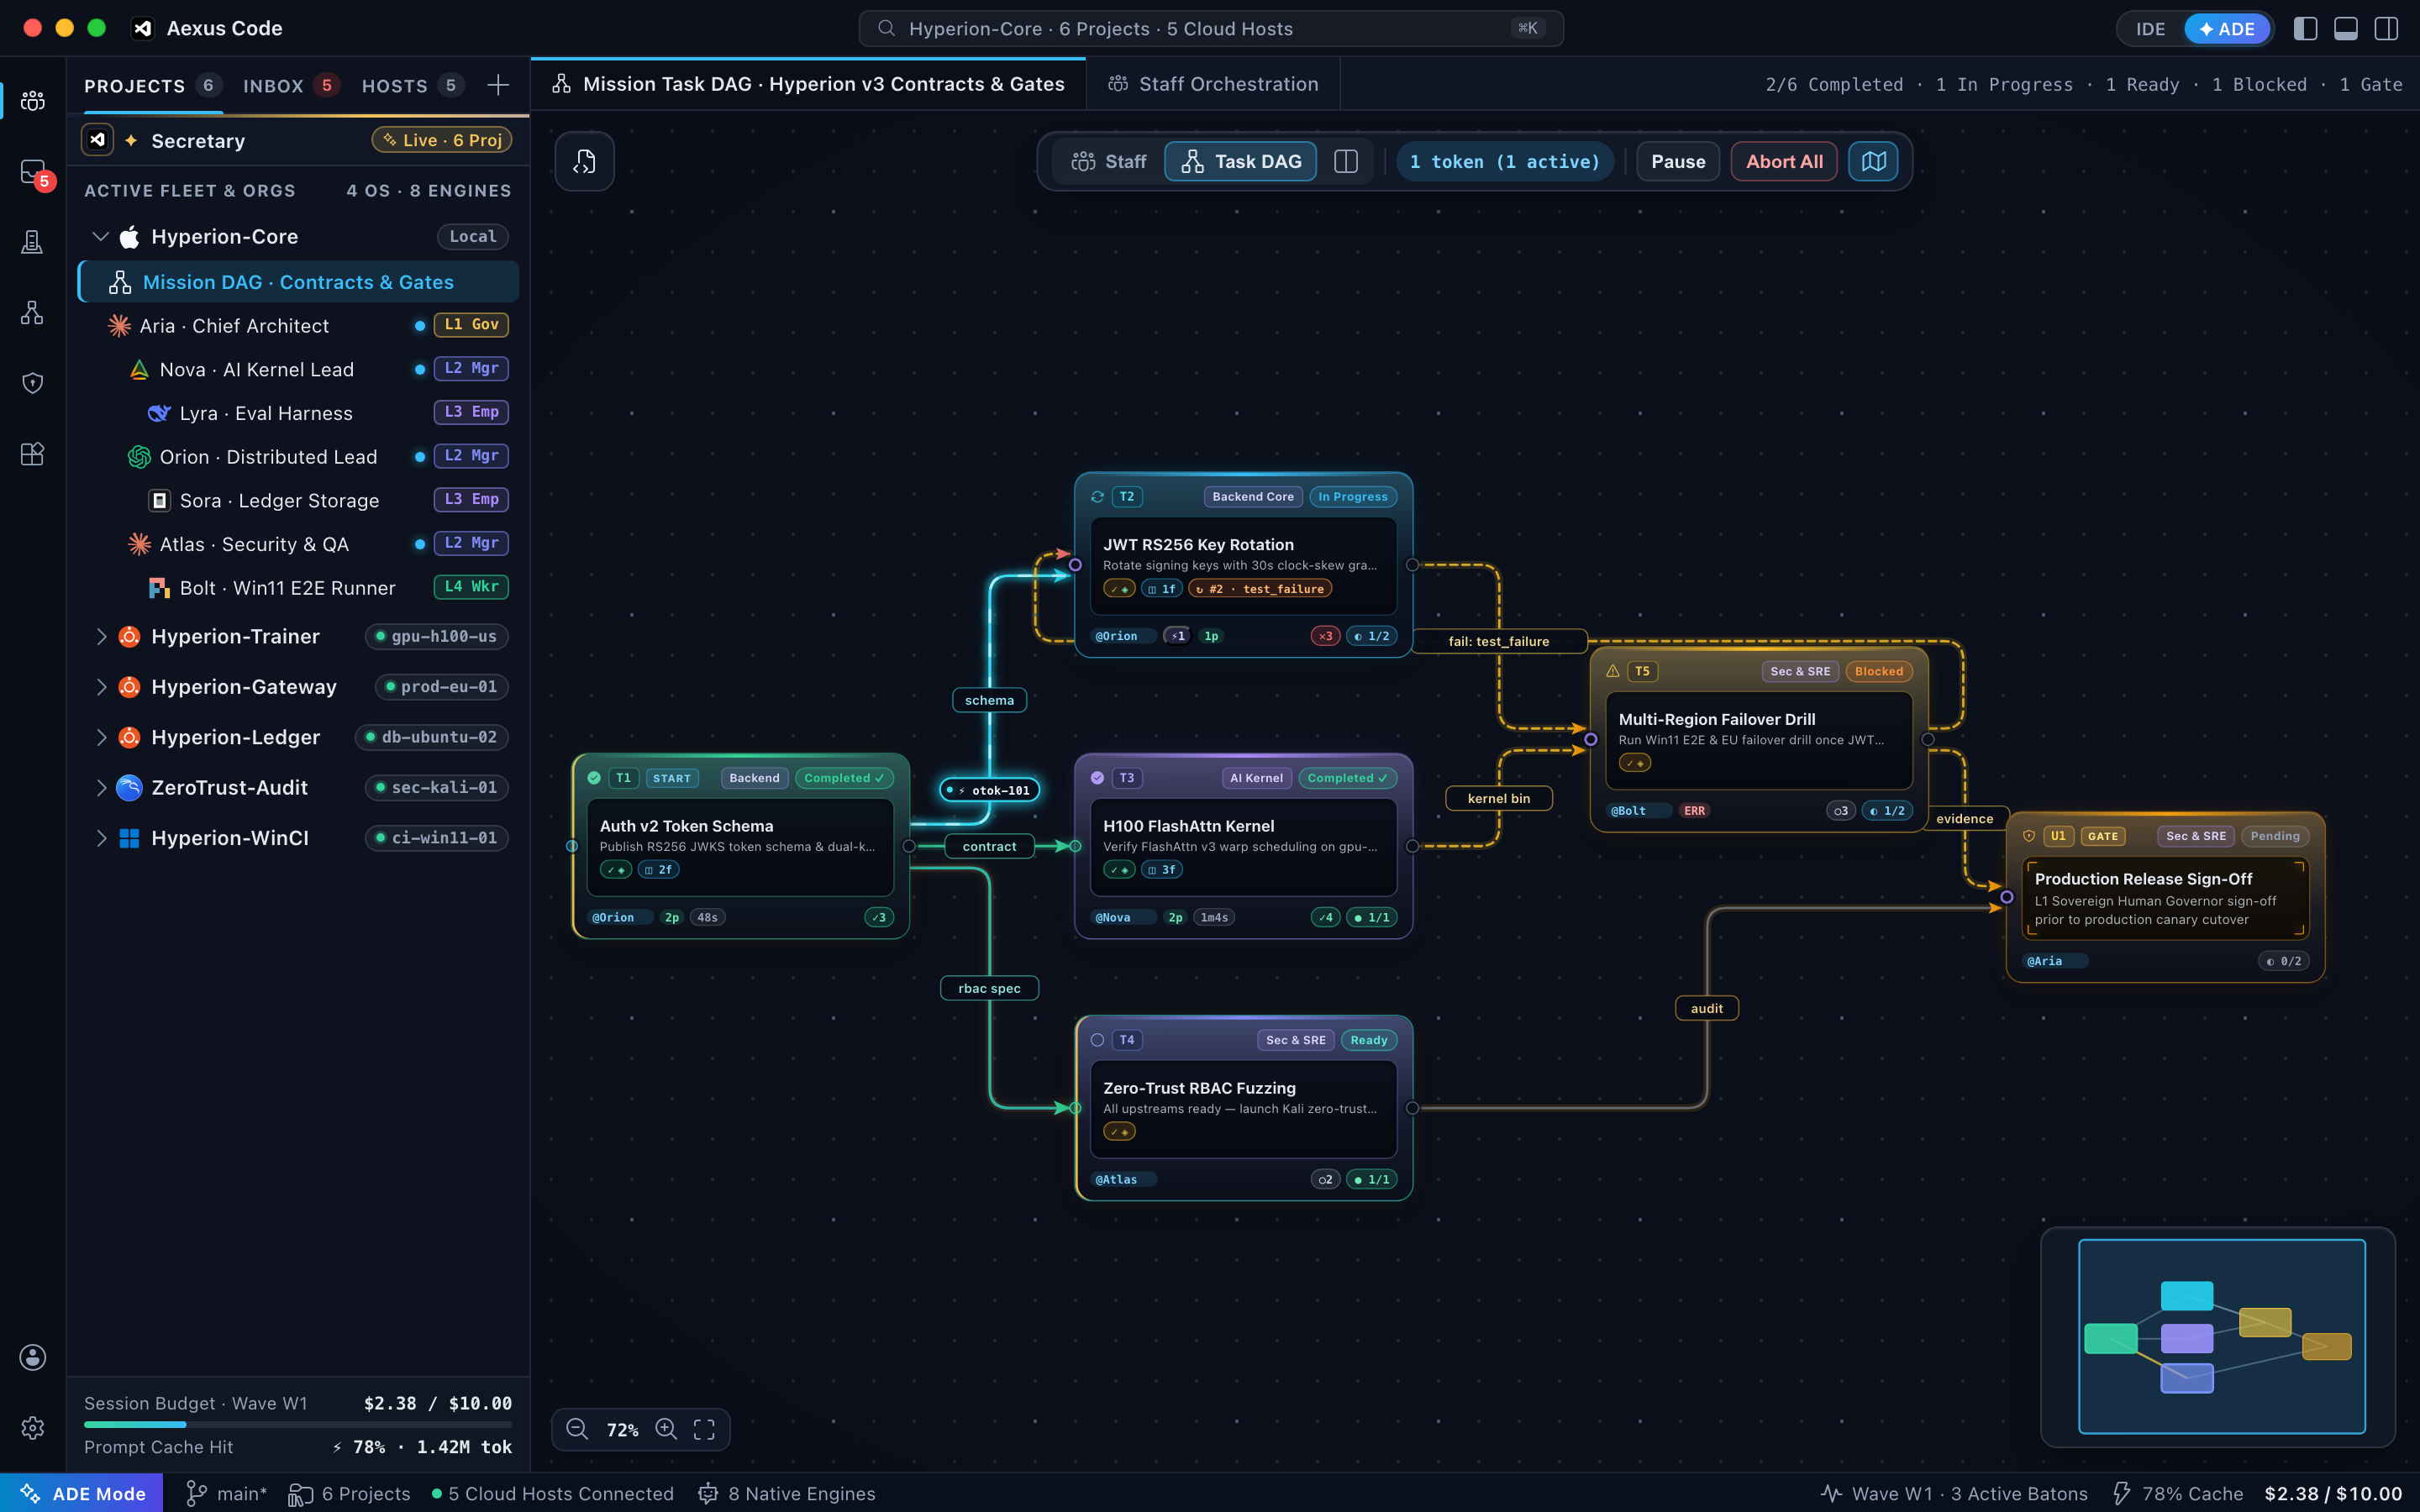 Aexus Code
Hyperion-Core · 6 Projects · 5 Cloud Hosts ⌘K
IDE ADE
PROJECTS 6 INBOX 5 HOSTS 5
Secretary Live · 6 Proj
ACTIVE FLEET & ORGS 4 OS · 8 ENGINES
5
Hyperion-Core Local
Mission DAG · Contracts & Gates
Aria · Chief Architect L1 Gov
Nova · AI Kernel Lead L2 Mgr
Lyra · Eval Harness L3 Emp
Orion · Distributed Lead L2 Mgr
Sora · Ledger Storage L3 Emp
Atlas · Security & QA L2 Mgr
Bolt · Win11 E2E Runner L4 Wkr
Hyperion-Trainer gpu-h100-us
Hyperion-Gateway prod-eu-01
Hyperion-Ledger db-ubuntu-02
ZeroTrust-Audit sec-kali-01
Hyperion-WinCI ci-win11-01
Session Budget · Wave W1 $2.38 / $10.00
Prompt Cache Hit ⚡ 78% · 1.42M tok
Mission Task DAG · Hyperion v3 Contracts & Gates
Staff Orchestration
2/6 Completed · 1 In Progress · 1 Ready · 1 Blocked · 1 Gate
Staff Task DAG 1 token (1 active) Pause Abort All
T2 Backend Core In Progress
JWT RS256 Key Rotation
Rotate signing keys with 30s clock-skew gra…
✓◈ 1f ↻ #2 · test_failure
@Orion ⚡1 1p ×3 ◐ 1/2
fail: test_failure
schema
T5 Sec & SRE Blocked
Multi-Region Failover Drill
Run Win11 E2E & EU failover drill once JWT…
✓◈
@Bolt ERR ○3 ◐ 1/2
T1 START Backend Completed ✓
Auth v2 Token Schema
Publish RS256 JWKS token schema & dual-k…
✓◈ 2f
@Orion 2p 48s ✓3
⚡ otok-101
contract
T3 AI Kernel Completed ✓
H100 FlashAttn Kernel
Verify FlashAttn v3 warp scheduling on gpu-…
✓◈ 3f
@Nova 2p 1m4s ✓4 ● 1/1
kernel bin
evidence
U1 GATE Sec & SRE Pending
Production Release Sign-Off
L1 Sovereign Human Governor sign-off
prior to production canary cutover
@Aria ◐ 0/2
rbac spec
audit
T4 Sec & SRE Ready
Zero-Trust RBAC Fuzzing
All upstreams ready — launch Kali zero-trust…
✓◈
@Atlas ○2 ● 1/1
72%
ADE Mode main* 6 Projects 5 Cloud Hosts Connected 8 Native Engines
Wave W1 · 3 Active Batons 78% Cache $2.38 / $10.00